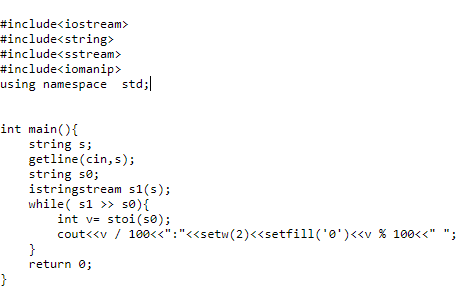 #include<iostream>
#include<string>
#include<sstream>
#include<iomanip>
using namespace  std;
int main(){
    string s;
    getline(cin,s);
    string s0;
    istringstream s1(s);
    while( s1 >> s0){
        int v= stoi(s0);
        cout<<v / 100<<":"<<setw(2)<<setfill('0')<<v % 100<<" ";
    }
    return 0;
}